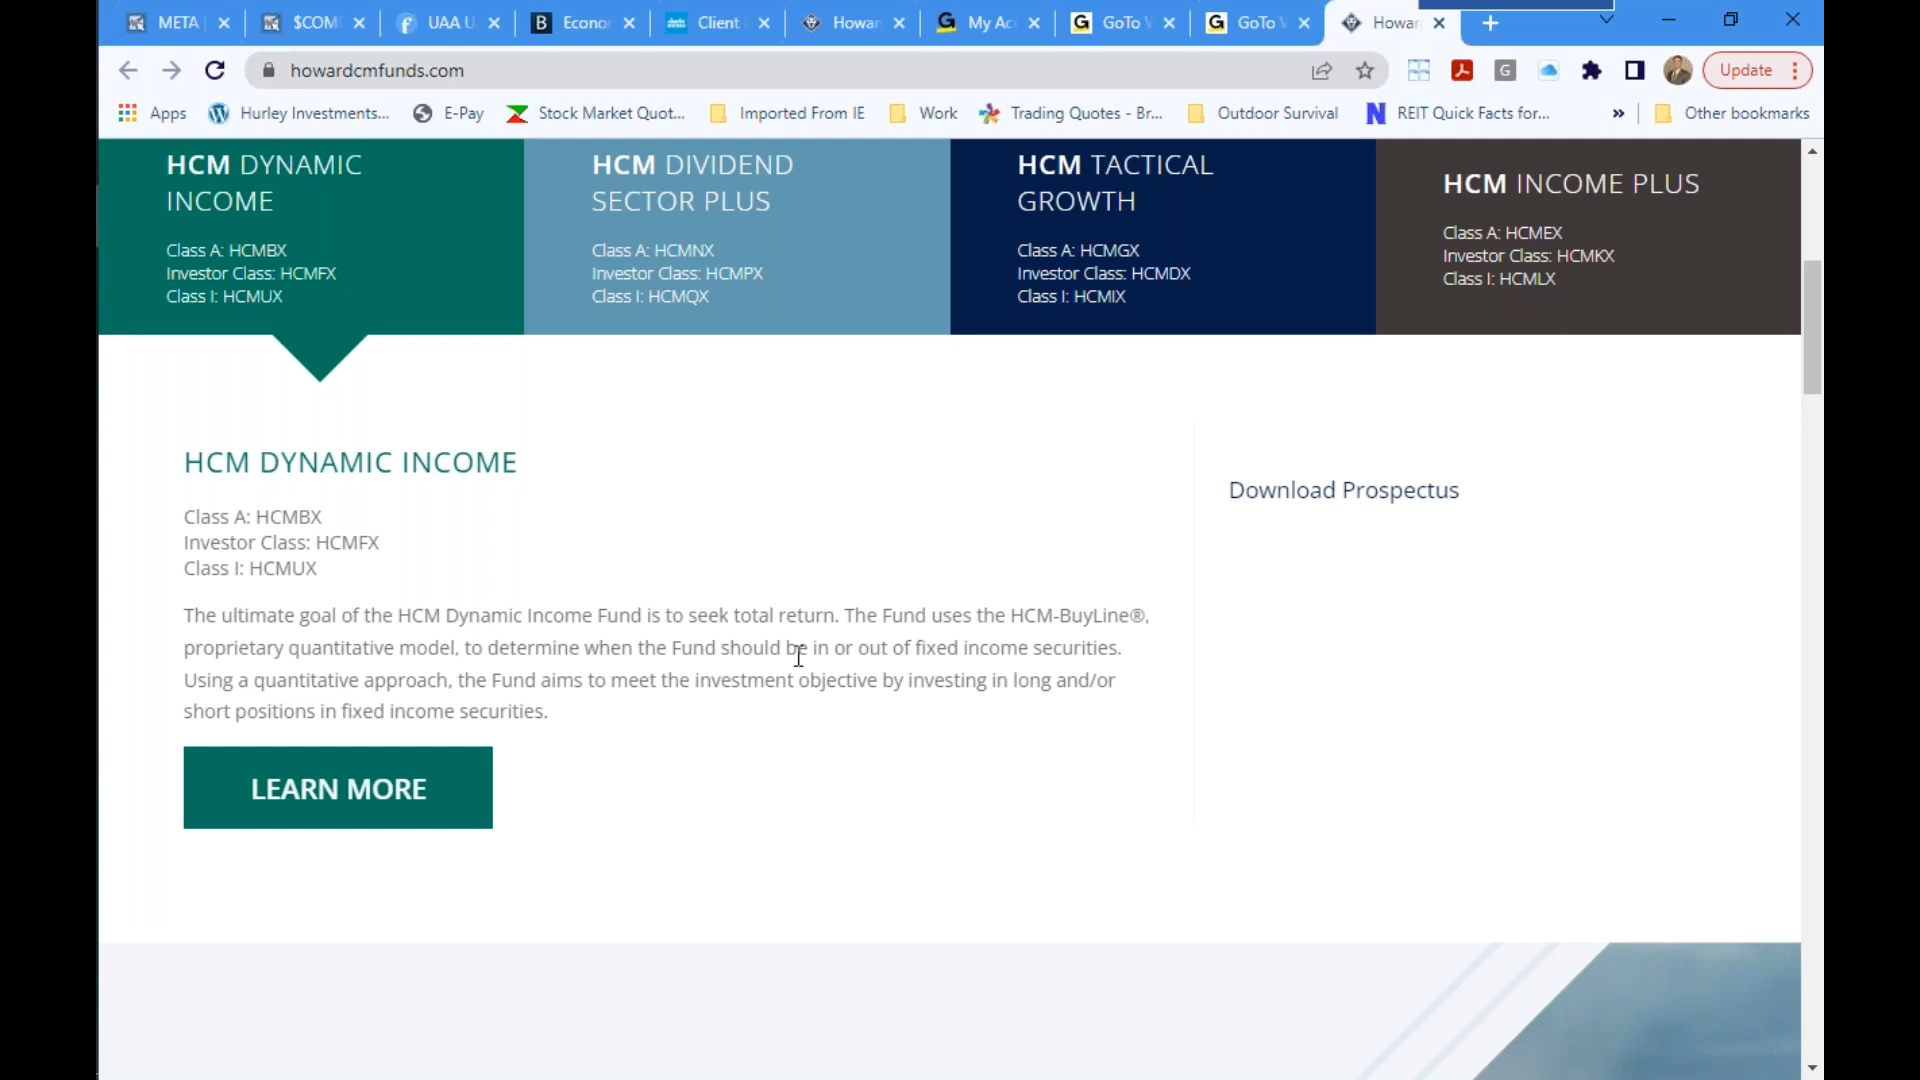 META
$COM
UAA U
Econo
Client
Howar
My Ac
GoTo
GoTo
Howar
howardcmfunds.com
Update
Apps
Hurley Investments...
E-Pay
Stock Market Quot...
Imported From IE
Work
Trading Quotes - Br...
Outdoor Survival
REIT Quick Facts for...
»
Other bookmarks
HCM DYNAMIC
INCOME
Class A: HCMBX
Investor Class: HCMFX
Class I: HCMUX
HCM DIVIDEND
SECTOR PLUS
Class A: HCMNX
Investor Class: HCMPX
Class I: HCMQX
HCM TACTICAL
GROWTH
Class A: HCMGX
Investor Class: HCMDX
Class I: HCMIX
HCM INCOME PLUS
Class A: HCMEX
Investor Class: HCMKX
Class I: HCMLX
HCM DYNAMIC INCOME
Class A: HCMBX
Investor Class: HCMFX
Class I: HCMUX
The ultimate goal of the HCM Dynamic Income Fund is to seek total return. The Fund uses the HCM-BuyLine®,
proprietary quantitative model, to determine when the Fund should be in or out of fixed income securities.
Using a quantitative approach, the Fund aims to meet the investment objective by investing in long and/or
short positions in fixed income securities.
LEARN MORE
Download Prospectus